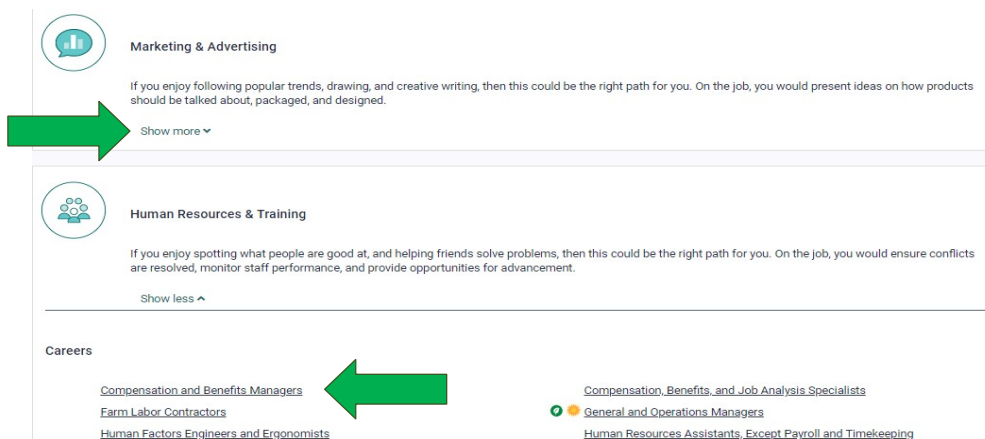 Marketing & Advertising
If you enjoy following popular trends, drawing, and creative writing, then this could be the right path for you. On the job, you would present ideas on how products
should be talked about, packaged, and designed.
Show more
Human Resources & Training
If you enjoy spotting what people are good at, and helping friends solve problems, then this could be the right path for you. On the job, you would ensure conflicts
are resolved, monitor staff performance, and provide opportunities for advancement.
Show less
Careers
Compensation and Benefits Managers
Compensation, Benefits, and Job Analysis Specialists
Farm Labor Contractors
General and Operations Managers
Human Factors Engineers and Ergonomists
Human Resources Assistants, Except Payroll and Timekeeping